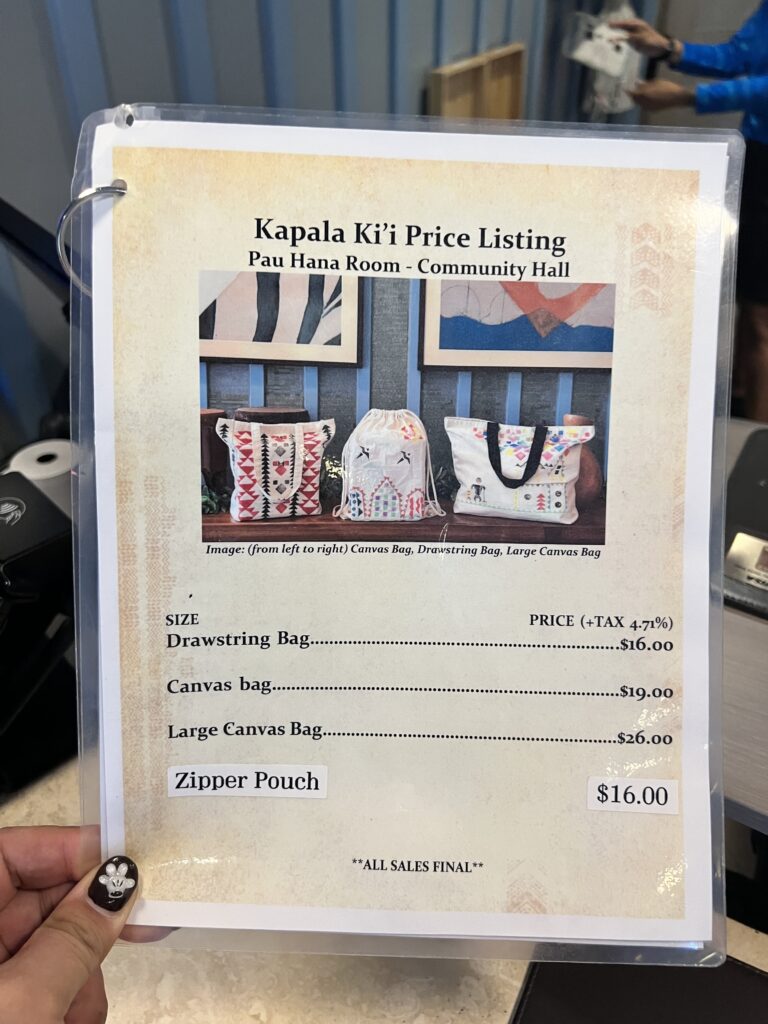 Kapala Ki'i Price Listing
Pau Hana Room - Community Hall
Image: (from left to right) Canvas Bag, Drawstring Bag, Large Canvas Bag
SIZE PRICE (+TAX 4.71%)
Drawstring Bag.....................................................$16.00
Canvas bag...........................................................$19.00
Large Canvas Bag..................................................$26.00
Zipper Pouch $16.00
**ALL SALES FINAL**